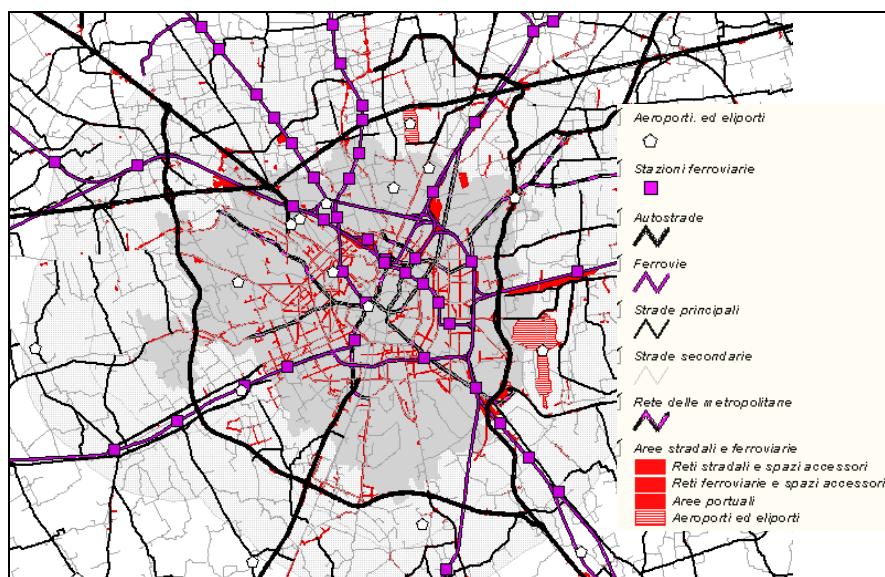 Aeroporti. ed eliporti
Stazioni ferroviarie
Autostrade
Ferrovie
Strade principali
Strade secondarie
Rete delle metropolitane
Aree stradali e ferroviarie
Reti stradali e spazi accessori
Reti ferroviarie e spazi accessori
Aree portuali
Aeroporti ed eliporti